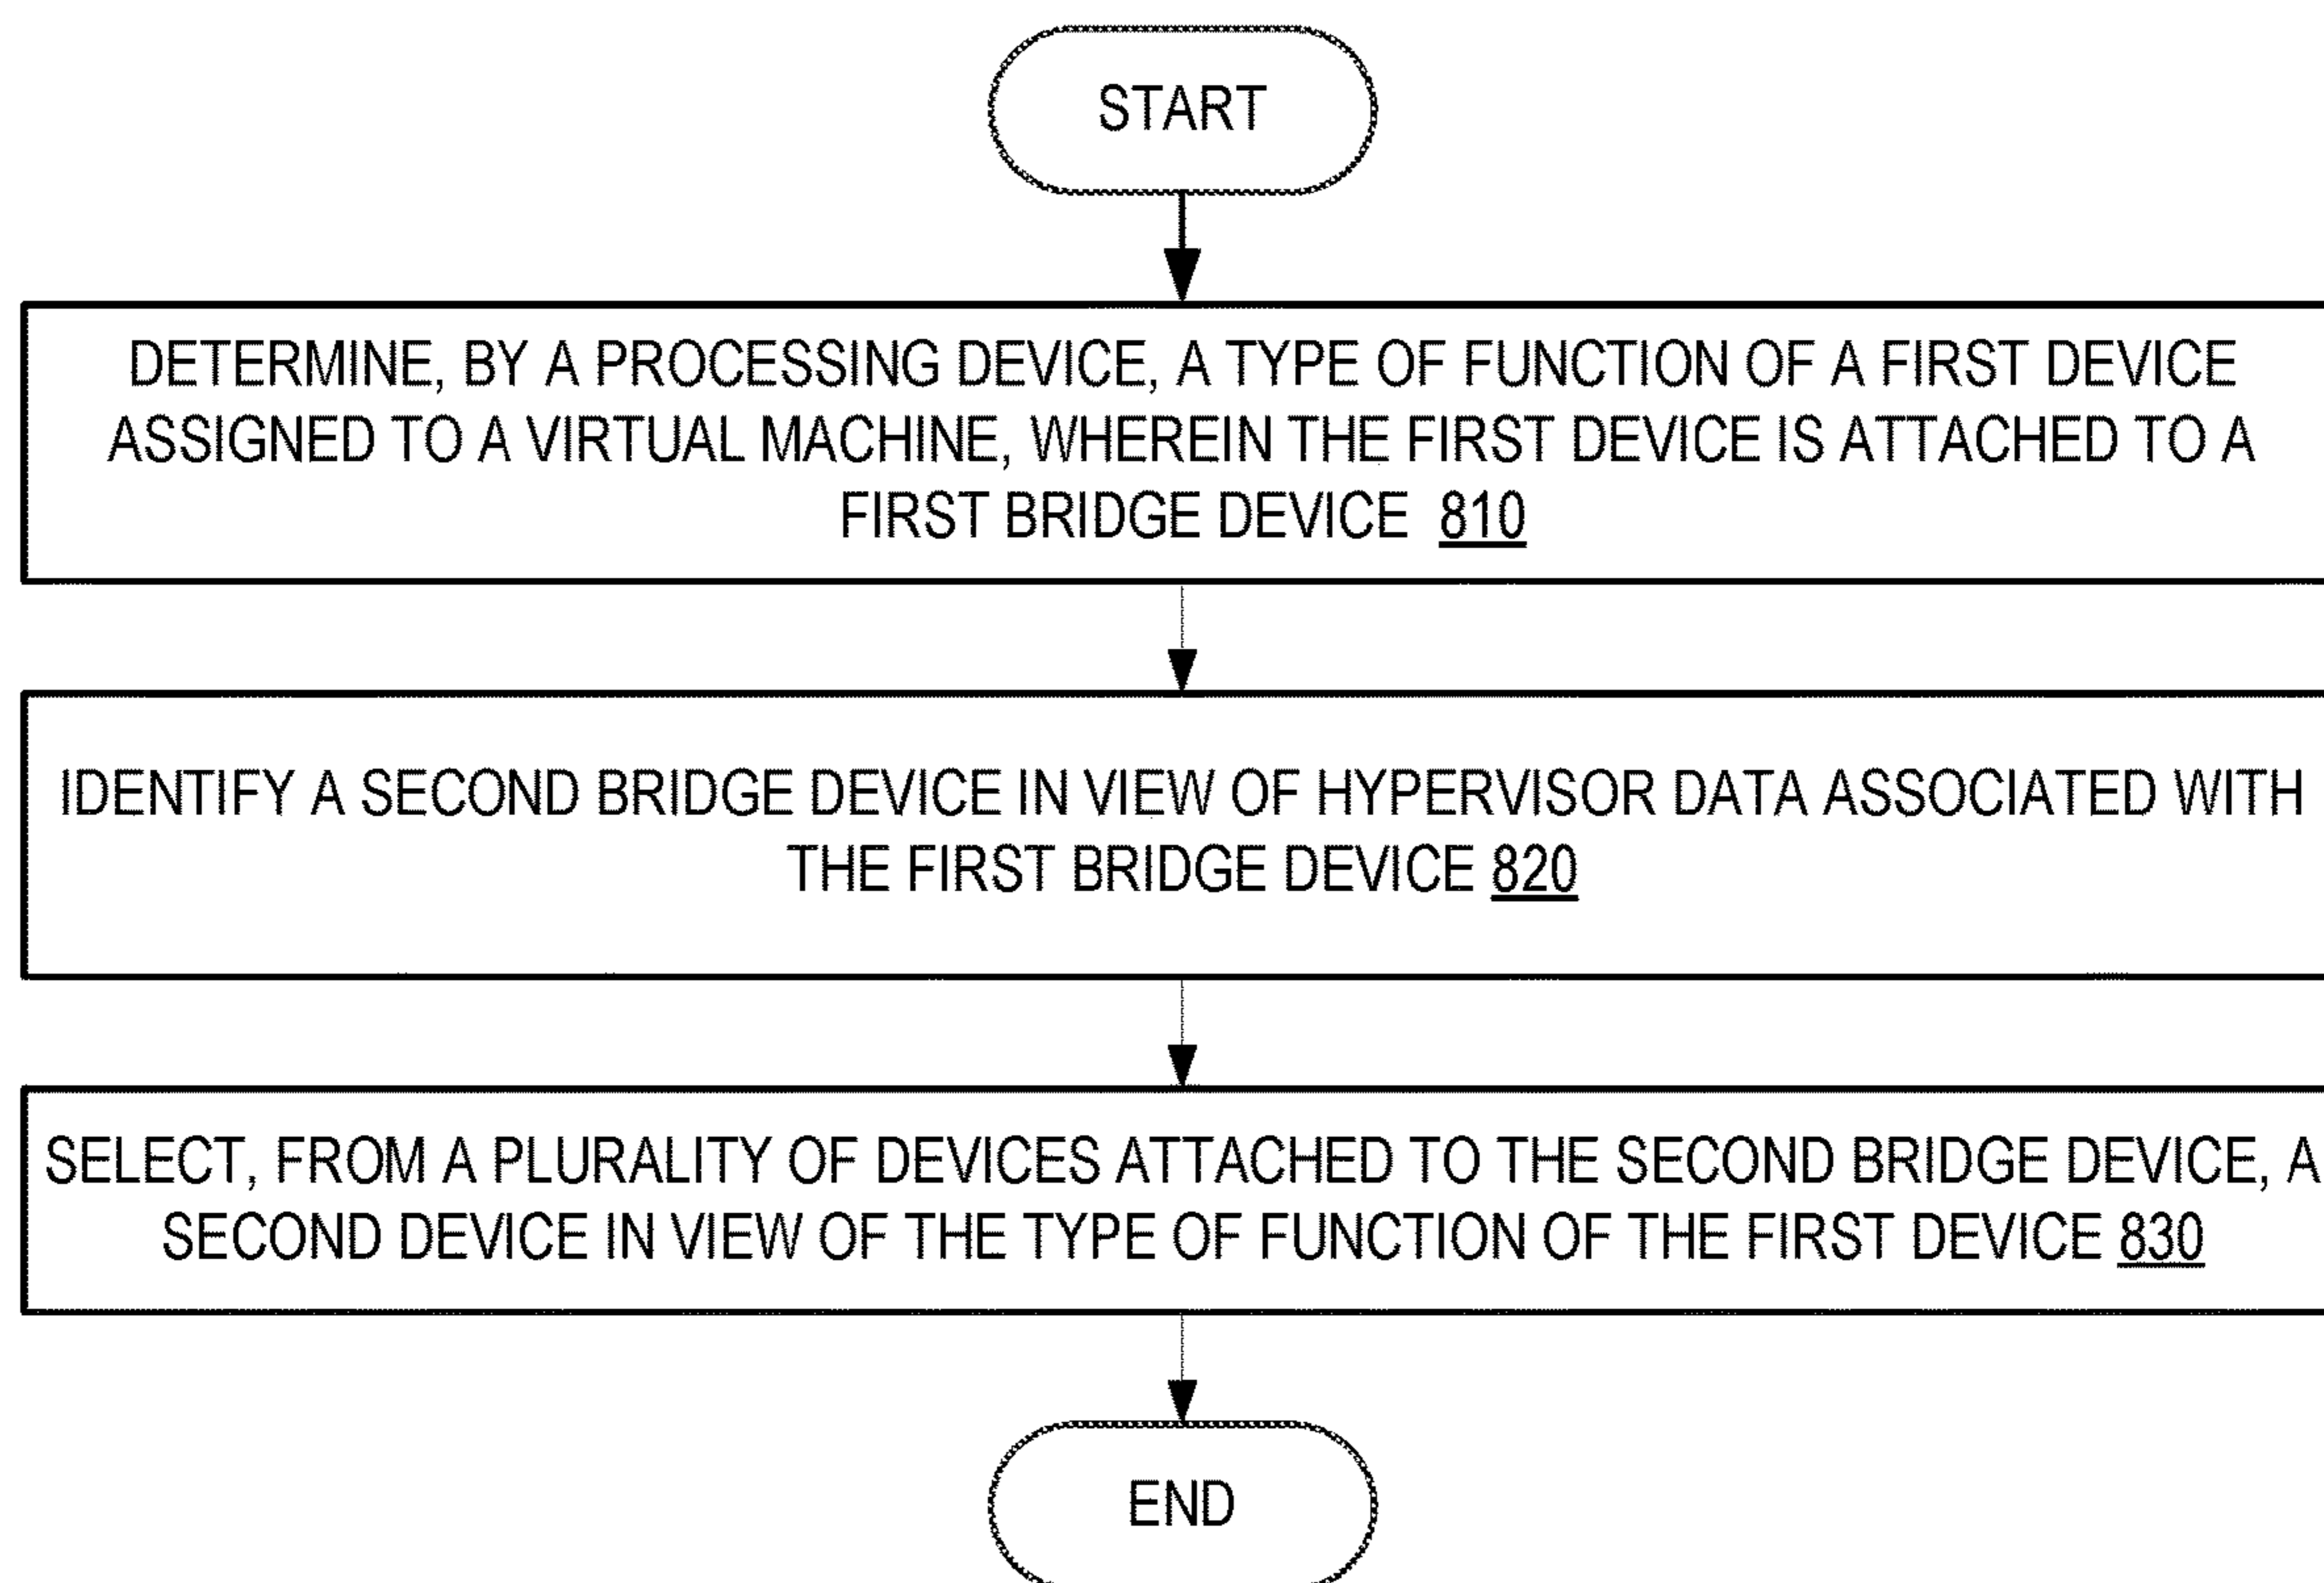 START
DETERMINE, BY A PROCESSING DEVICE, A TYPE OF FUNCTION OF A FIRST DEVICE
ASSIGNED TO A VIRTUAL MACHINE, WHEREIN THE FIRST DEVICE IS ATTACHED TO A
FIRST BRIDGE DEVICE 810
IDENTIFY A SECOND BRIDGE DEVICE IN VIEW OF HYPERVISOR DATA ASSOCIATED WITH
THE FIRST BRIDGE DEVICE 820
SELECT, FROM A PLURALITY OF DEVICES ATTACHED TO THE SECOND BRIDGE DEVICE, A
SECOND DEVICE IN VIEW OF THE TYPE OF FUNCTION OF THE FIRST DEVICE 830
END